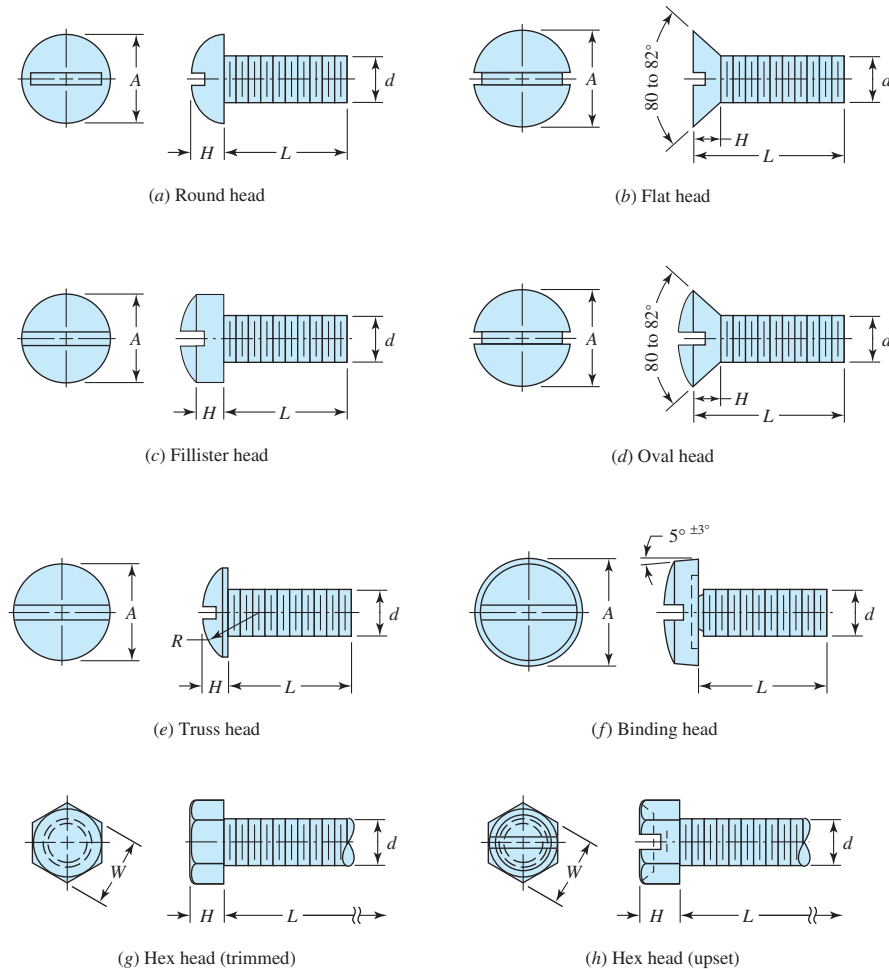 A
d
H
L
(a) Round head
A
80 to 82°
d
H
L
(b) Flat head
A
d
H
L
(c) Fillister head
A
80 to 82°
d
H
L
(d) Oval head
A
R
d
H
L
(e) Truss head
5° ±3°
A
d
L
(f) Binding head
W
d
H
L
(g) Hex head (trimmed)
W
d
H
L
(h) Hex head (upset)